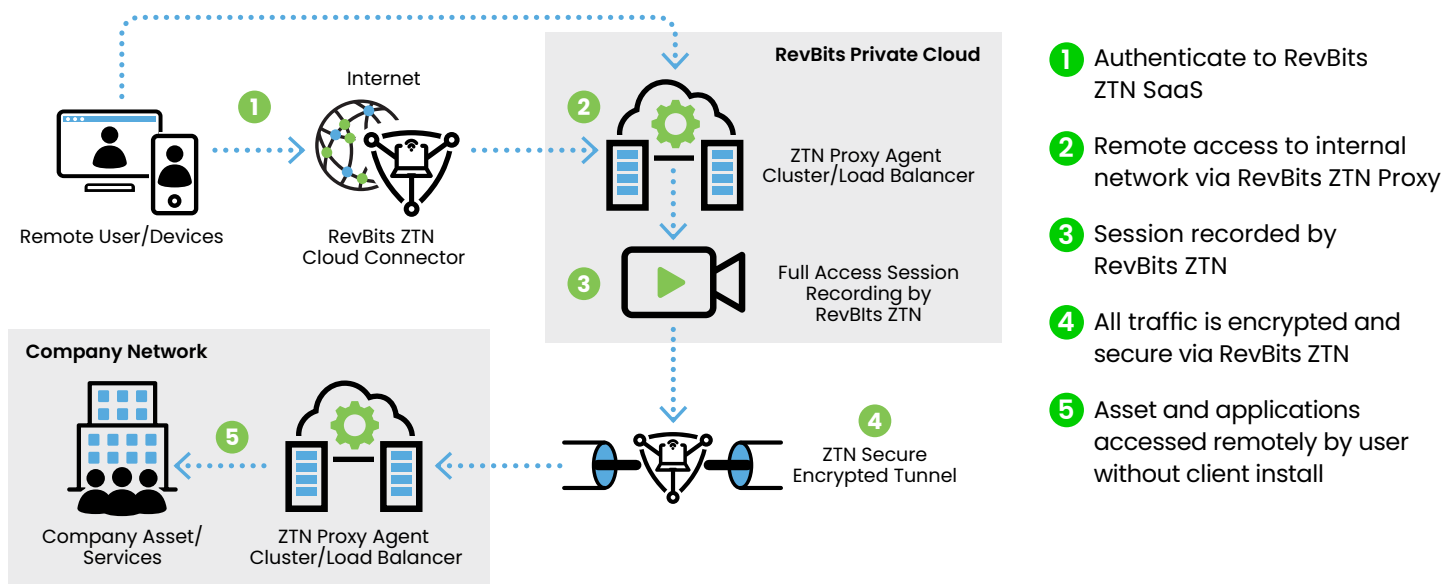 Internet
1
Remote User/Devices
RevBits ZTN
Cloud Connector
RevBits Private Cloud
2
ZTN Proxy Agent
Cluster/Load Balancer
3
Full Access Session
Recording by
RevBIts ZTN
Company Network
5
Company Asset/
Services
ZTN Proxy Agent
Cluster/Load Balancer
4
ZTN Secure
Encrypted Tunnel
1 Authenticate to RevBits
ZTN SaaS
2 Remote access to internal
network via RevBits ZTN Proxy
3 Session recorded by
RevBits ZTN
4 All traffic is encrypted and
secure via RevBits ZTN
5 Asset and applications
accessed remotely by user
without client install